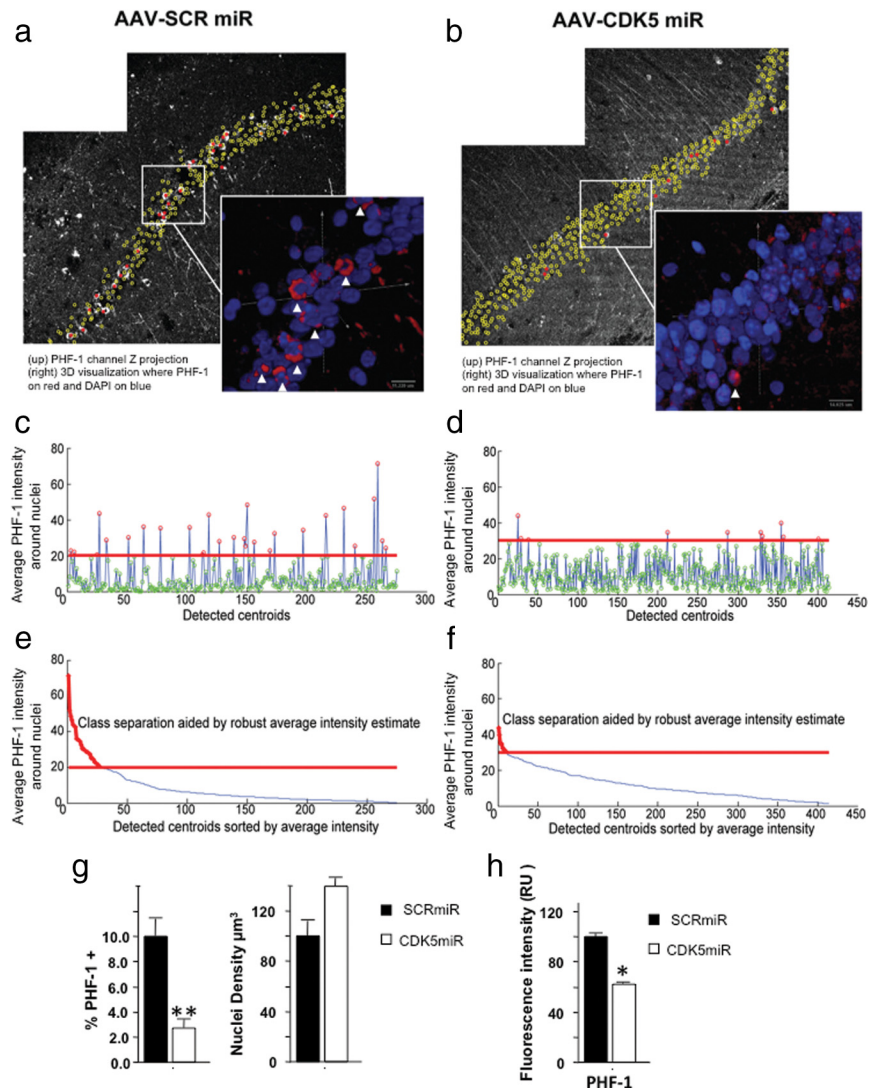 AAV-SCR miR
AAV-CDK5 miR
a
b
(up) PHF-1 channel Z projection
(right) 3D visualization where PHF-1
on red and DAPI on blue
(up) PHF-1 channel Z projection
(right) 3D visualization where PHF-1
on red and DAPI on blue
c
d
Average PHF-1 intensity
around nuclei
80
60
40
20
0
0
50
100
150
200
250
300
Detected centroids
Average PHF-1 intensity
around nuclei
80
60
40
20
0
0
50
100
150
200
250
300
350
400
450
Detected centroids
e
f
Average PHF-1 intensity
around nuclei
80
60
40
20
0
Class separation aided by robust average intensity estimate
0
50
100
150
200
250
300
Detected centroids sorted by average intensity
Average PHF-1 intensity
around nuclei
80
60
40
20
0
Class separation aided by robust average intensity estimate
0
50
100
150
200
250
300
350
400
450
Detected centroids sorted by average intensity
g
h
% PHF-1 +
10.0
8.0
6.0
4.0
2.0
0.0
**
Nuclei Density µm³
120
80
40
0
SCRmiR
CDK5miR
Fluorescence intensity (RU )
120
80
40
0
*
PHF-1
SCRmiR
CDK5miR